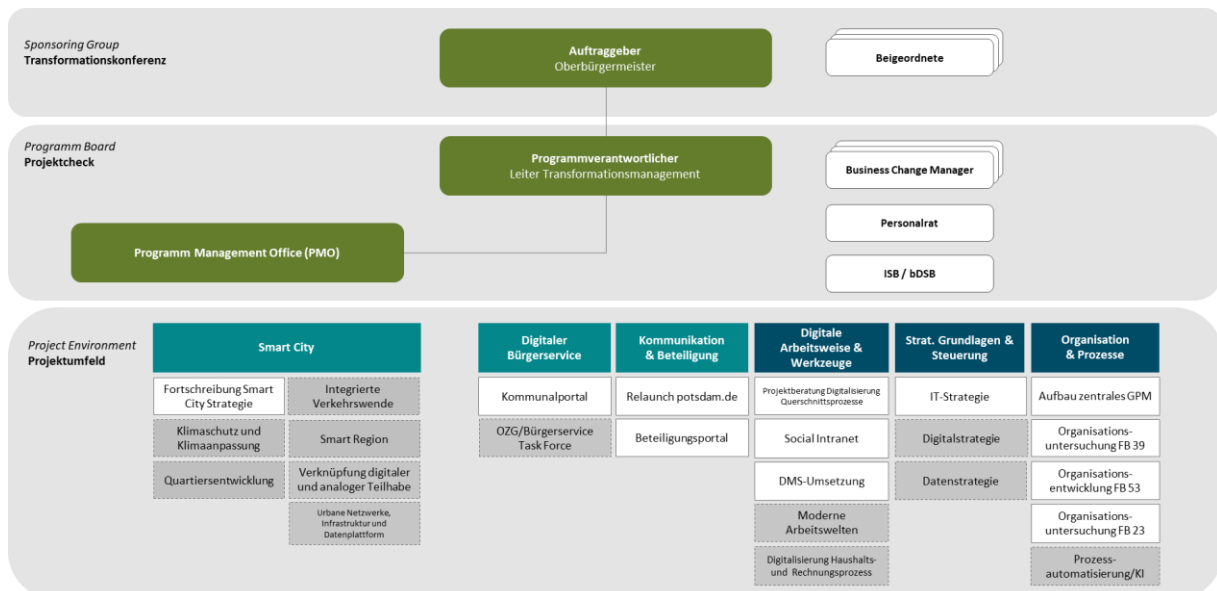 Sponsoring Group
Transformationskonferenz
Auftraggeber
Oberbürgermeister
Beigeordnete
Programm Board
Projektcheck
Programmverantwortlicher
Leiter Transformationsmanagement
Business Change Manager
Personalrat
Programm Management Office (PMO)
ISB / bDSB
Project Environment
Projektumfeld
Smart City
Fortschreibung Smart
City Strategie
Integrierte
Verkehrswende
Klimaschutz und
Klimaanpassung
Smart Region
Quartiersentwicklung
Verknüpfung digitaler
und analoger Teilhabe
Urbane Netzwerke,
Infrastruktur und
Datenplattform
Digitaler
Bürgerservice
Kommunalportal
OZG/Bürgerservice
Task Force
Kommunikation
& Beteiligung
Relaunch potsdam.de
Beteiligungsportal
Digitale
Arbeitsweise &
Werkzeuge
Projektberatung Digitalisierung
Querschnittsprozesse
Social Intranet
DMS-Umsetzung
Moderne
Arbeitswelten
Digitalisierung Haushalts-
und Rechnungsprozess
Strat. Grundlagen &
Steuerung
IT-Strategie
Digitalstrategie
Datenstrategie
Organisation
& Prozesse
Aufbau zentrales GPM
Organisations-
untersuchung FB 39
Organisations-
entwicklung FB 53
Organisations-
untersuchung FB 23
Prozess-
automatisierung/KI